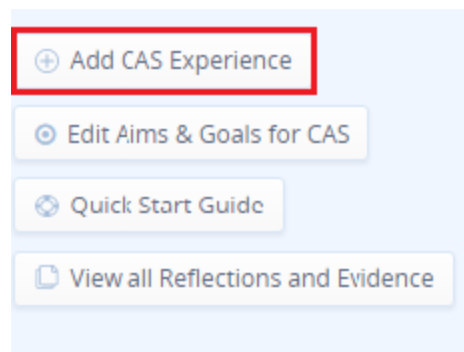 Add CAS Experience
Edit Aims & Goals for CAS
Quick Start Guide
View all Reflections and Evidence